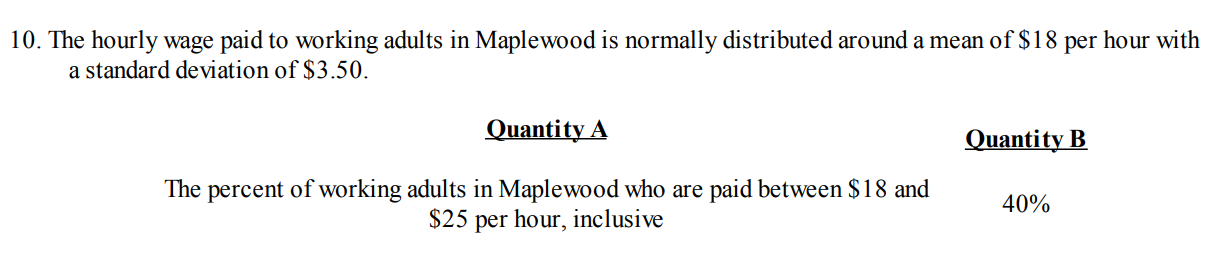 10. The hourly wage paid to working adults in Maplewood is normally distributed around a mean of $18 per hour with
a standard deviation of $3.50.
Quantity A
Quantity B
The percent of working adults in Maplewood who are paid between $18 and
$25 per hour, inclusive
40%